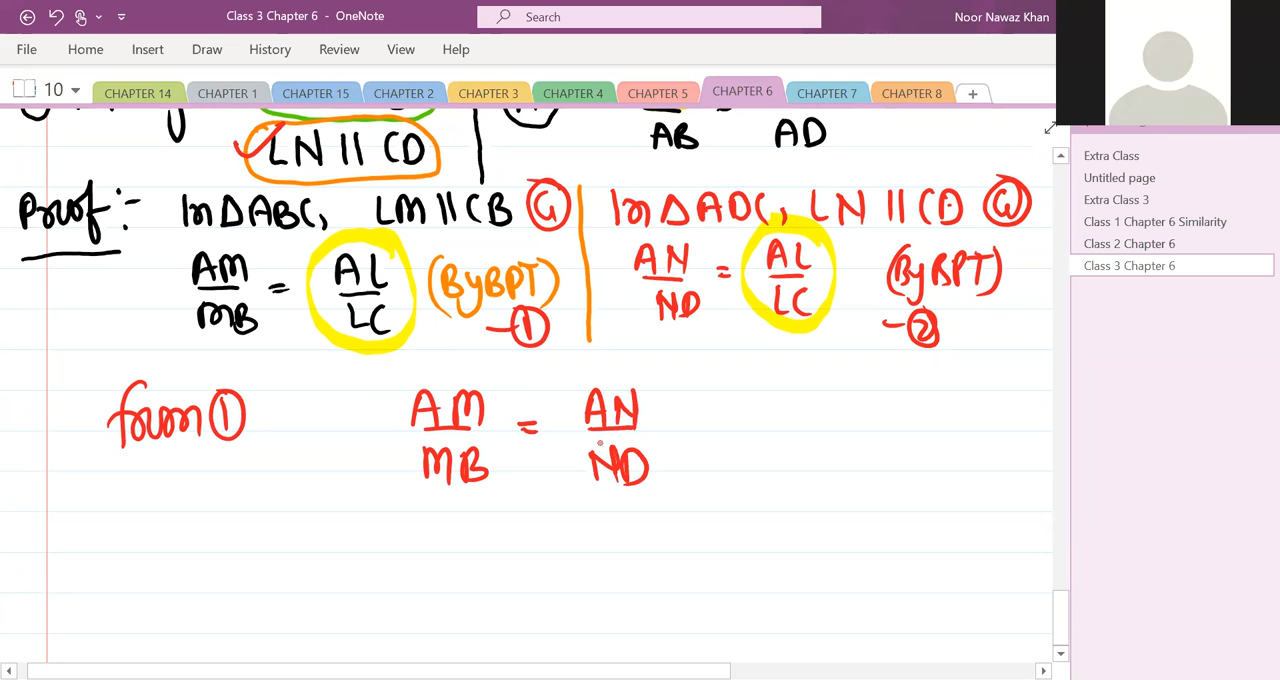 Class 3 Chapter 6 - OneNote
Search
Noor Nawaz Khan
File Home Insert Draw History Review View Help
10 CHAPTER 14 CHAPTER 1 CHAPTER 15 CHAPTER 2 CHAPTER 3 CHAPTER 4 CHAPTER 5 CHAPTER 6 CHAPTER 7 CHAPTER 8 +
AB AD
LN || CD
Proof:- In Δ ABC, LM || CB G
AM/MB = AL/LC (By BPT)
-①
In Δ ADC, LN || CD G
AN/ND = AL/LC (By BPT)
-②
from ① AM/MB = AN/ND
Extra Class
Untitled page
Extra Class 3
Class 1 Chapter 6 Similarity
Class 2 Chapter 6
Class 3 Chapter 6